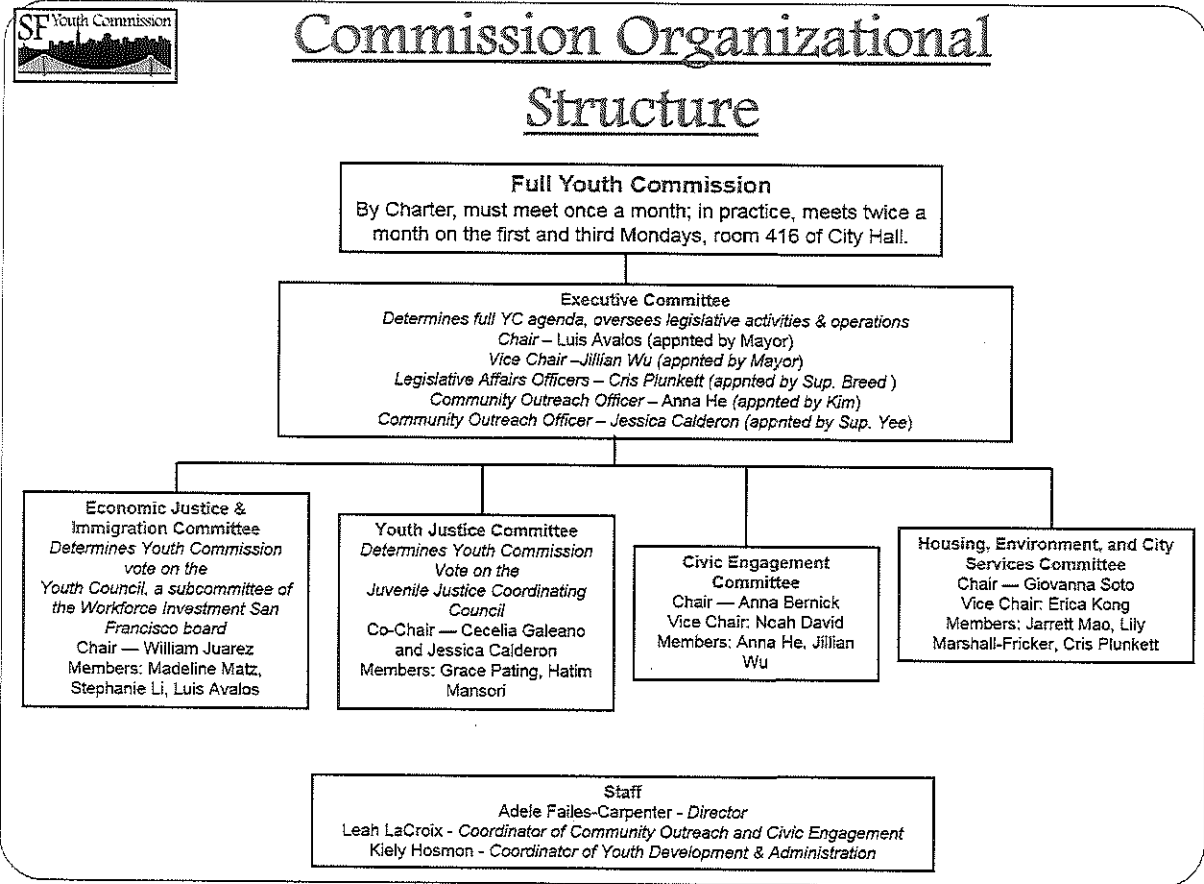 SF Youth Commission
Commission Organizational
Structure
Full Youth Commission
By Charter, must meet once a month; in practice, meets twice a
month on the first and third Mondays, room 416 of City Hall.
Executive Committee
Determines full YC agenda, oversees legislative activities & operations
Chair – Luis Avalos (appnted by Mayor)
Vice Chair –Jillian Wu (appnted by Mayor)
Legislative Affairs Officers – Cris Plunkett (appnted by Sup. Breed )
Community Outreach Officer – Anna He (appnted by Kim)
Community Outreach Officer – Jessica Calderon (appnted by Sup. Yee)
Economic Justice &
Immigration Committee
Determines Youth Commission
vote on the
Youth Council, a subcommittee of
the Workforce Investment San
Francisco board
Chair — William Juarez
Members: Madeline Matz,
Stephanie Li, Luis Avalos
Youth Justice Committee
Determines Youth Commission
Vote on the
Juvenile Justice Coordinating
Council
Co-Chair — Cecelia Galeano
and Jessica Calderon
Members: Grace Pating, Hatim
Mansori
Civic Engagement
Committee
Chair — Anna Bernick
Vice Chair: Noah David
Members: Anna He, Jillian
Wu
Housing, Environment, and City
Services Committee
Chair — Giovanna Soto
Vice Chair: Erica Kong
Members: Jarrett Mao, Lily
Marshall-Fricker, Cris Plunkett
Staff
Adele Failes-Carpenter - Director
Leah LaCroix - Coordinator of Community Outreach and Civic Engagement
Kiely Hosmon - Coordinator of Youth Development & Administration